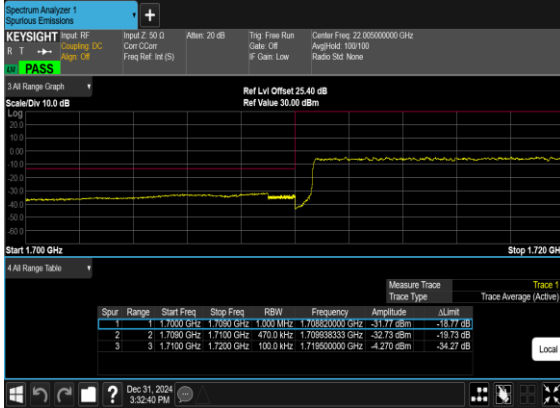 Spectrum Analyzer 1
Spurious Emissions
+
KEYSIGHT Input: RF Input Z: 50 Ω Atten: 20 dB Trig: Free Run Center Freq: 22.005000000 GHz
R T Coupling: DC Corr CCorr Gate: Off Avg|Hold: 100/100
Align: Off Freq Ref: Int (S) IF Gain: Low Radio Std: None
LXI PASS
3 All Range Graph
Ref Lvl Offset 25.40 dB
Scale/Div 10.0 dB Ref Value 30.00 dBm
Log
20.0
10.0
0.00
-10.0
-20.0
-30.0
-40.0
-50.0
-60.0
Start 1.700 GHz Stop 1.720 GH
4 All Range Table
Measure Trace Trace 1
Trace Type Trace Average (Active)
Spur Range Start Freq Stop Freq RBW Frequency Amplitude ΔLimit
1 1 1.7000 GHz 1.7090 GHz 1.000 MHz 1.708820000 GHz -31.77 dBm -18.77 dB
2 2 1.7090 GHz 1.7100 GHz 470.0 kHz 1.709938333 GHz -32.73 dBm -19.73 dB
3 3 1.7100 GHz 1.7200 GHz 100.0 kHz 1.719500000 GHz -4.270 dBm -34.27 dB
Local
? Dec 31, 2024
3:32:40 PM